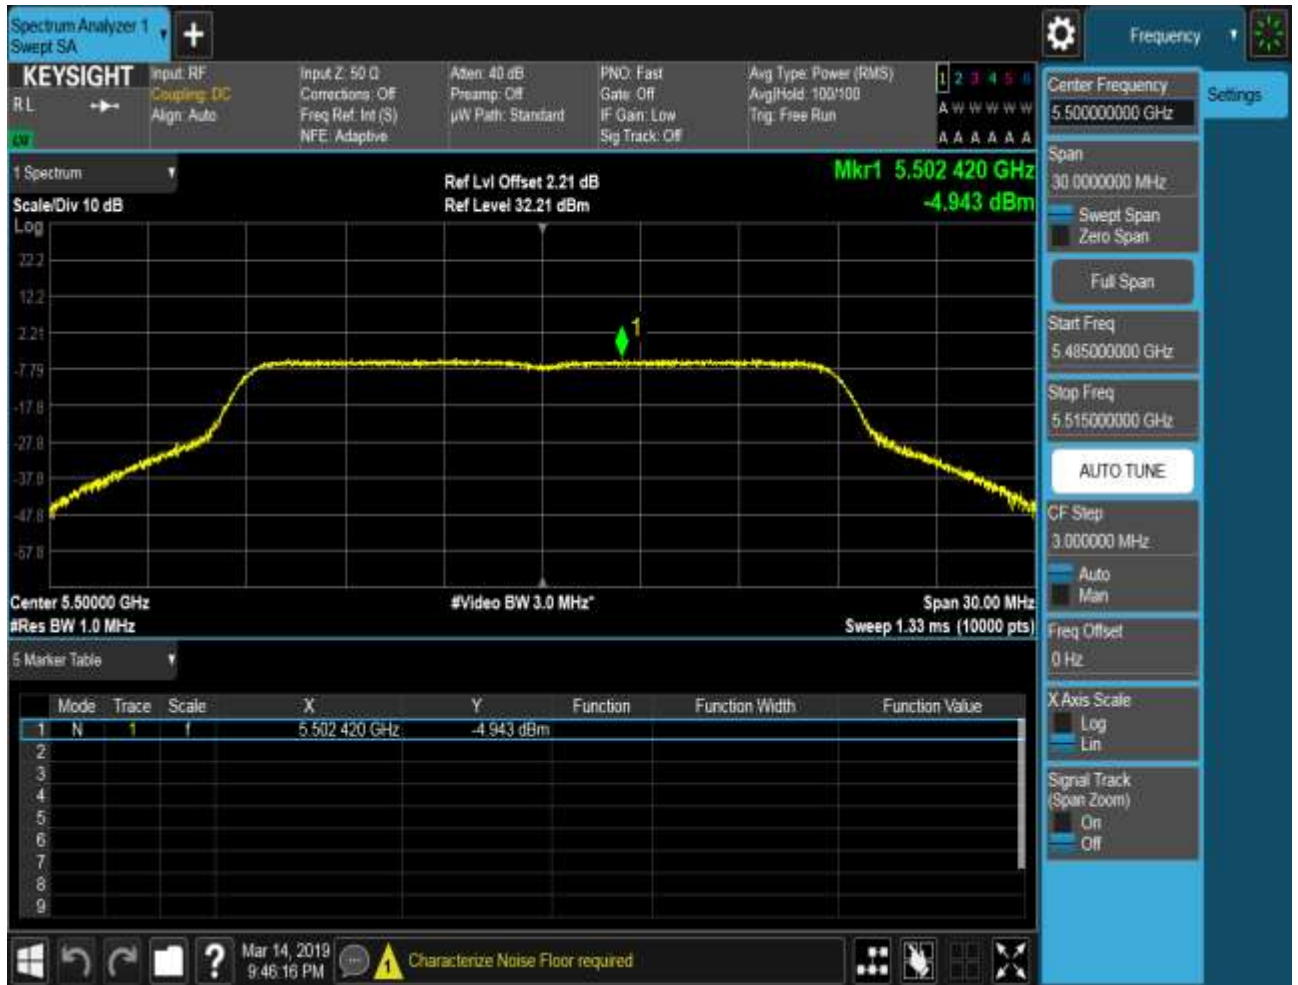 Spectrum Analyzer 1
Swept SA
Frequency
KEYSIGHT
RL
Input: RF
Coupling: DC
Align: Auto
Input Z: 50 Ω
Corrections: Off
Freq Ref: Int (S)
NFE: Adaptive
Atten: 40 dB
Preamp: Off
µW Path: Standard
PNO: Fast
Gate: Off
IF Gain: Low
Sig Track: Off
Avg Type: Power (RMS)
Avg|Hold: 100/100
Trig: Free Run
1 2 3 4 5 6
A W W W W W
A A A A A A
1 Spectrum
Scale/Div 10 dB
Ref Lvl Offset 2.21 dB
Ref Level 32.21 dBm
Mkr1 5.502 420 GHz
-4.943 dBm
Log
22.2
12.2
2.21
-7.79
-17.8
-27.8
-37.8
-47.8
-57.8
1
Center 5.50000 GHz
#Res BW 1.0 MHz
#Video BW 3.0 MHz*
Span 30.00 MHz
Sweep 1.33 ms (10000 pts)
5 Marker Table
Mode Trace Scale X Y Function Function Width Function Value
1 N 1 f 5.502 420 GHz -4.943 dBm
2
3
4
5
6
7
8
9
Mar 14, 2019
9:46:16 PM
1
Characterize Noise Floor required
Center Frequency
5.500000000 GHz
Settings
Span
30.0000000 MHz
Swept Span
Zero Span
Full Span
Start Freq
5.485000000 GHz
Stop Freq
5.515000000 GHz
AUTO TUNE
CF Step
3.000000 MHz
Auto
Man
Freq Offset
0 Hz
X Axis Scale
Log
Lin
Signal Track
(Span Zoom)
On
Off